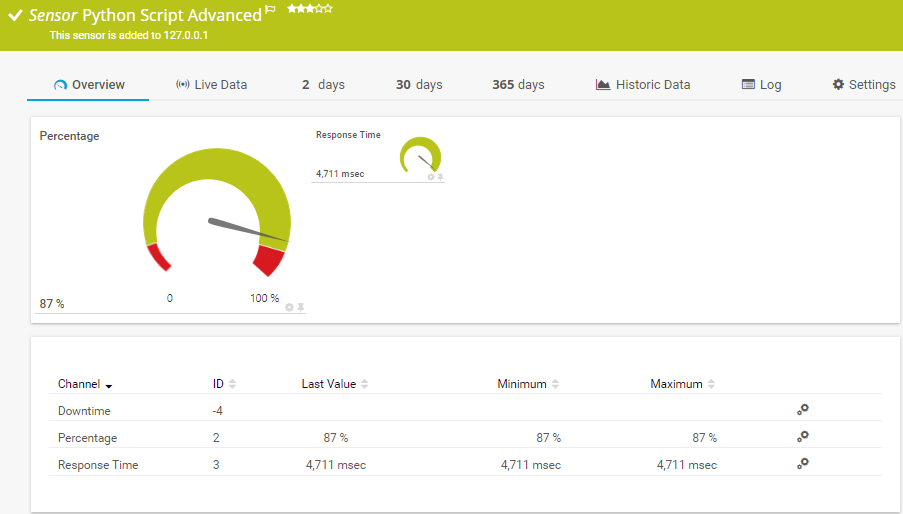 Sensor Python Script Advanced
This sensor is added to 127.0.0.1
Overview Live Data 2 days 30 days 365 days Historic Data Log Settings
Percentage
Response Time
4,711 msec
0 100 %
87 %
Channel ID Last Value Minimum Maximum
Downtime -4
Percentage 2 87 % 87 % 87 %
Response Time 3 4,711 msec 4,711 msec 4,711 msec